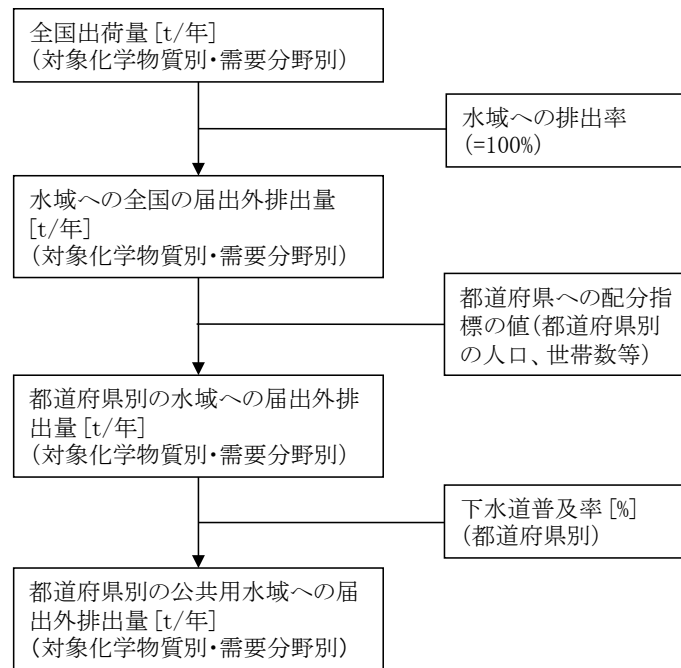 全国出荷量[t/年]
(対象化学物質別・需要分野別)
水域への排出率
(=100%)
水域への全国の届出外排出量
[t/年]
(対象化学物質別・需要分野別)
都道府県への配分指
標の値(都道府県別
の人口、世帯数等)
都道府県別の水域への届出外排
出量[t/年]
(対象化学物質別・需要分野別)
下水道普及率[%]
(都道府県別)
都道府県別の公共用水域への届
出外排出量[t/年]
(対象化学物質別・需要分野別)